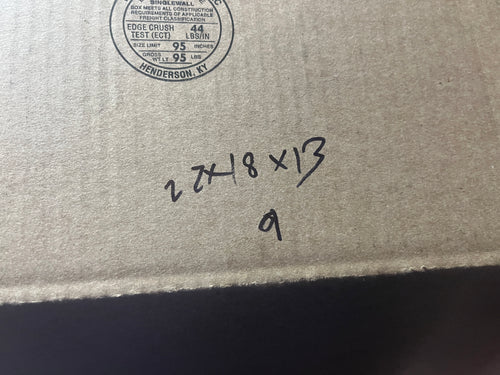 SINGLEWALL
BOX MEETS ALL CONSTRUCTION
REQUIREMENTS OF APPLICABLE
FREIGHT CLASSIFICATION
EDGE CRUSH TEST (ECT) 44 LBS/IN
SIZE LIMIT 95 INCHES
GROSS WT LT 95 LBS
HENDERSON, KY
22x18x13
9